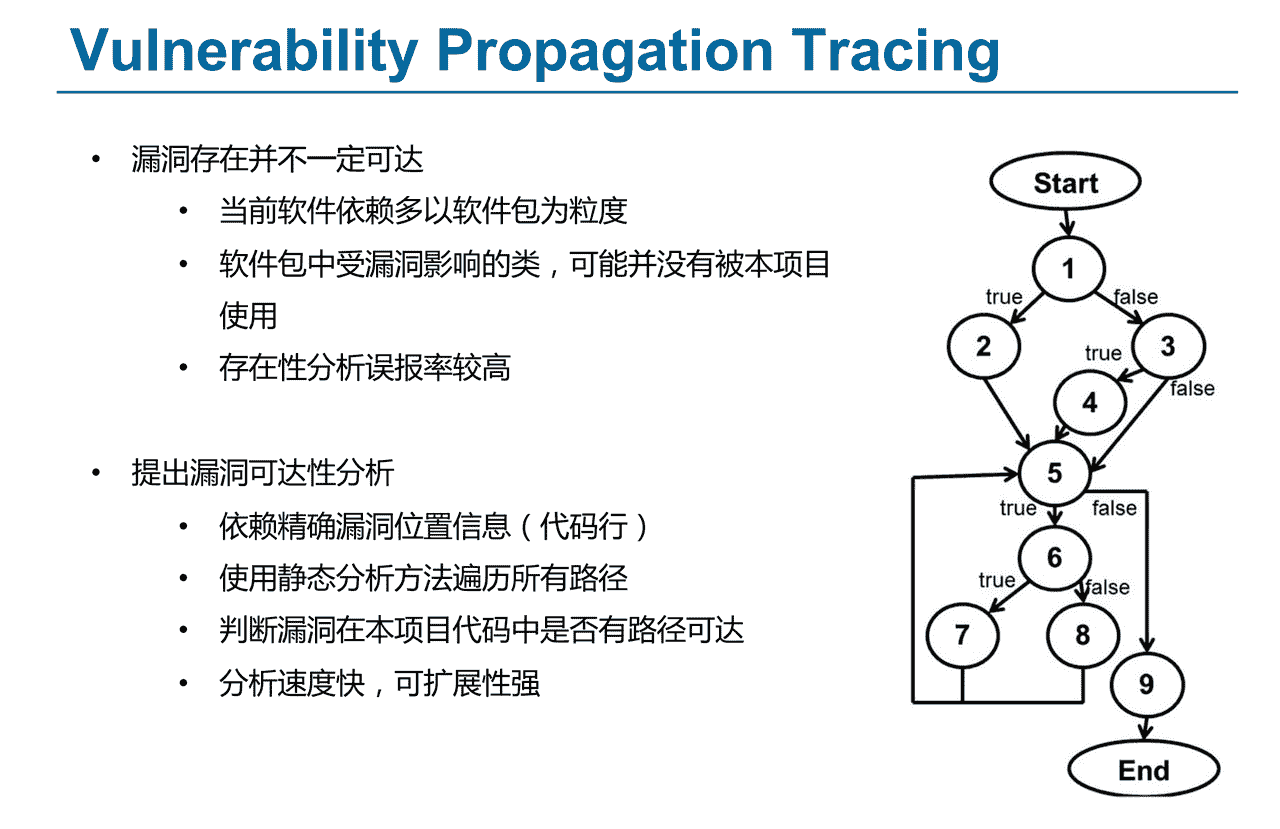 Vulnerability Propagation Tracing
• 漏洞存在并不一定可达
• 当前软件依赖多以软件包为粒度
• 软件包中受漏洞影响的类，可能并没有被本项目
使用
• 存在性分析误报率较高
• 提出漏洞可达性分析
• 依赖精确漏洞位置信息（代码行）
• 使用静态分析方法遍历所有路径
• 判断漏洞在本项目代码中是否有路径可达
• 分析速度快，可扩展性强
Start
1
true
false
2
3
true
4
false
5
true
false
6
true
false
7
8
9
End